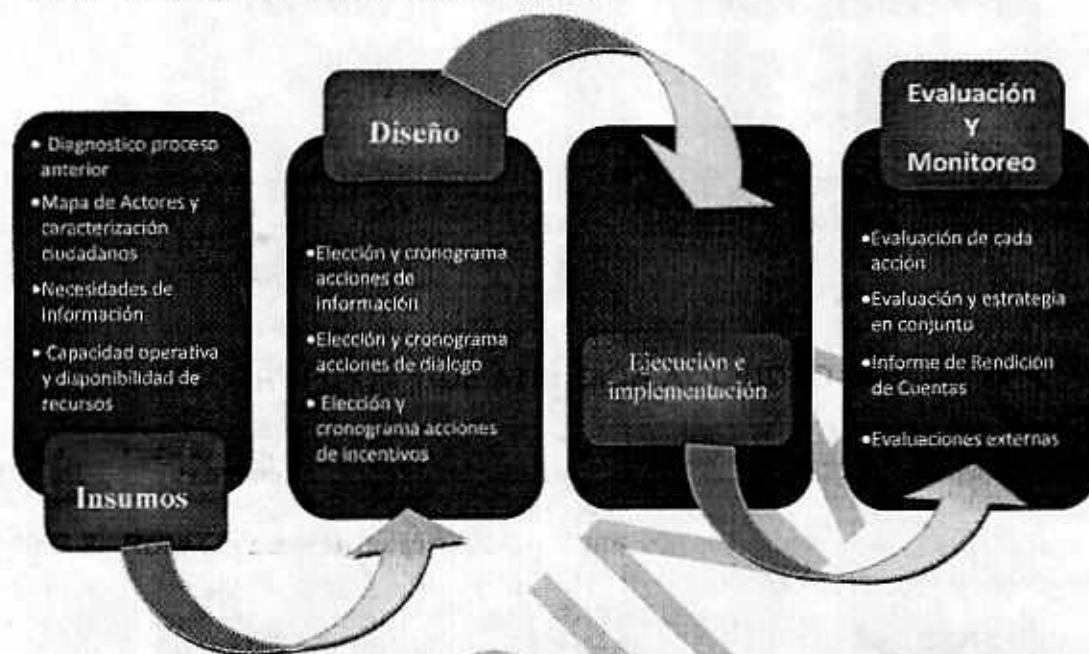 • Diagnostico proceso
anterior
•Mapa de Actores y
caracterización
ciudadanos
•Necesidades de
información
• Capacidad operativa
y disponibilidad de
recursos
Insumos
Diseño
•Elección y cronograma
acciones de
información
•Elección y cronograma
acciones de dialogo
• Elección y
cronograma acciones
de incentivos
Ejecución e
implementación
Evaluación
Y
Monitoreo
•Evaluación de cada
acción
•Evaluación y estrategia
en conjunto
•Informe de Rendición
de Cuentas
•Evaluaciones externas